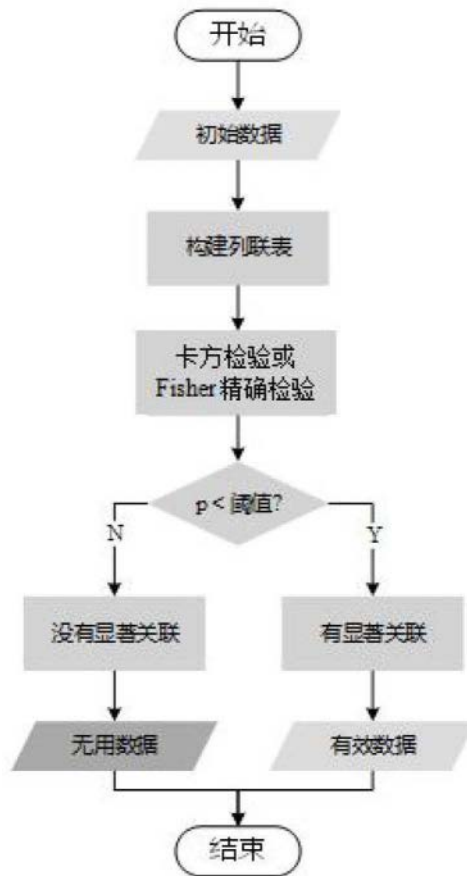 开始
初始数据
构建列联表
卡方检验或
Fisher精确检验
p < 阈值?
N
Y
没有显著关联
有显著关联
无用数据
有效数据
结束